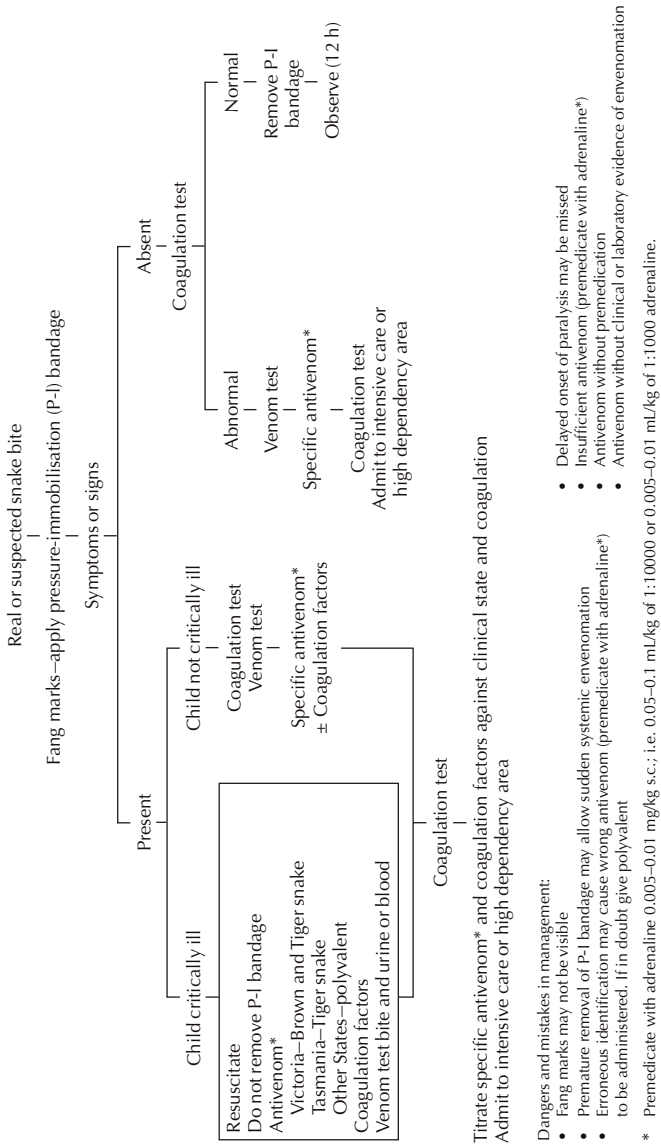 Real or suspected snake bite
Fang marks—apply pressure-immobilisation (P-I) bandage
Symptoms or signs
Present
Child critically ill
Resuscitate
Do not remove P-I bandage
Antivenom*
Victoria—Brown and Tiger snake
Tasmania—Tiger snake
Other States—polyvalent
Coagulation factors
Venom test bite and urine or blood
Child not critically ill
Coagulation test
Venom test
Specific antivenom*
± Coagulation factors
Coagulation test
Titrate specific antivenom* and coagulation factors against clinical state and coagulation
Admit to intensive care or high dependency area
Absent
Coagulation test
Abnormal
Venom test
Specific antivenom*
Coagulation test
Admit to intensive care or
high dependency area
Normal
Remove P-I
bandage
Observe (12 h)
Dangers and mistakes in management:
• Fang marks may not be visible
• Premature removal of P-I bandage may allow sudden systemic envenomation
• Erroneous identification may cause wrong antivenom (premedicate with adrenaline*)
to be administered. If in doubt give polyvalent
• Delayed onset of paralysis may be missed
• Insufficient antivenom (premedicate with adrenaline*)
• Antivenom without premedication
• Antivenom without clinical or laboratory evidence of envenomation
* Premedicate with adrenaline 0.005–0.01 mg/kg s.c.; i.e. 0.05–0.1 mL/kg of 1:10000 or 0.005–0.01 mL/kg of 1:1000 adrenaline.